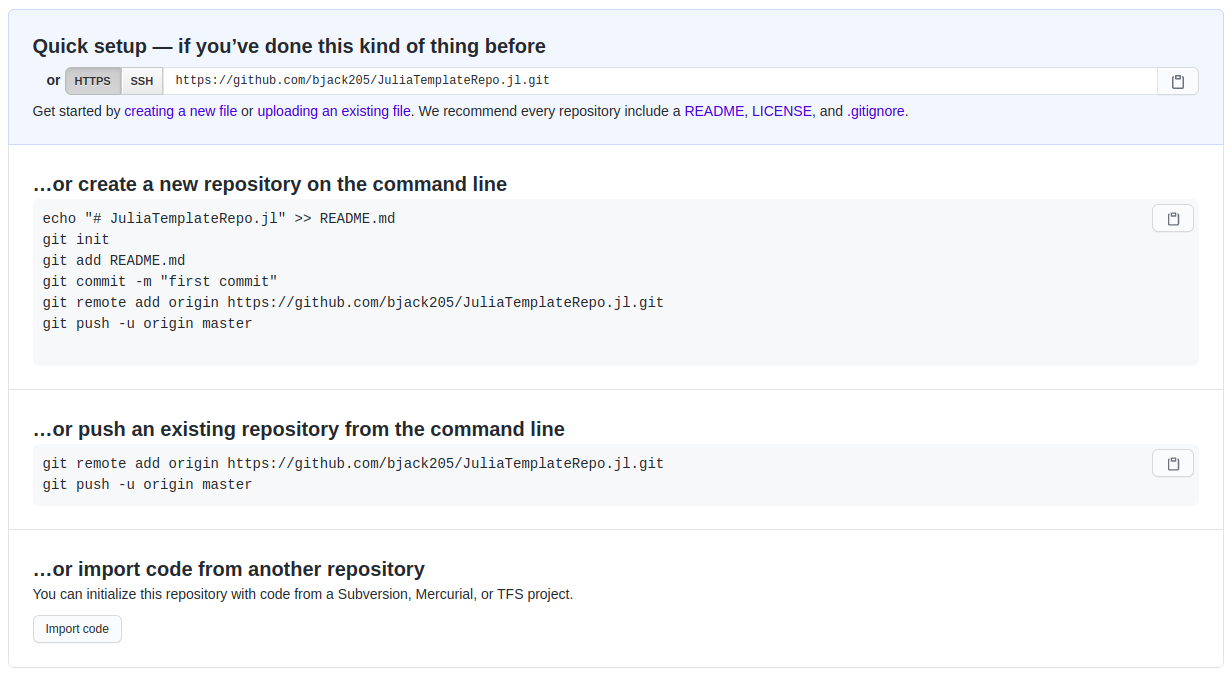 Quick setup — if you’ve done this kind of thing before
or HTTPS SSH https://github.com/bjack205/JuliaTemplateRepo.jl.git
Get started by creating a new file or uploading an existing file. We recommend every repository include a README, LICENSE, and .gitignore.
…or create a new repository on the command line
echo "# JuliaTemplateRepo.jl" >> README.md
git init
git add README.md
git commit -m "first commit"
git remote add origin https://github.com/bjack205/JuliaTemplateRepo.jl.git
git push -u origin master
…or push an existing repository from the command line
git remote add origin https://github.com/bjack205/JuliaTemplateRepo.jl.git
git push -u origin master
…or import code from another repository
You can initialize this repository with code from a Subversion, Mercurial, or TFS project.
Import code